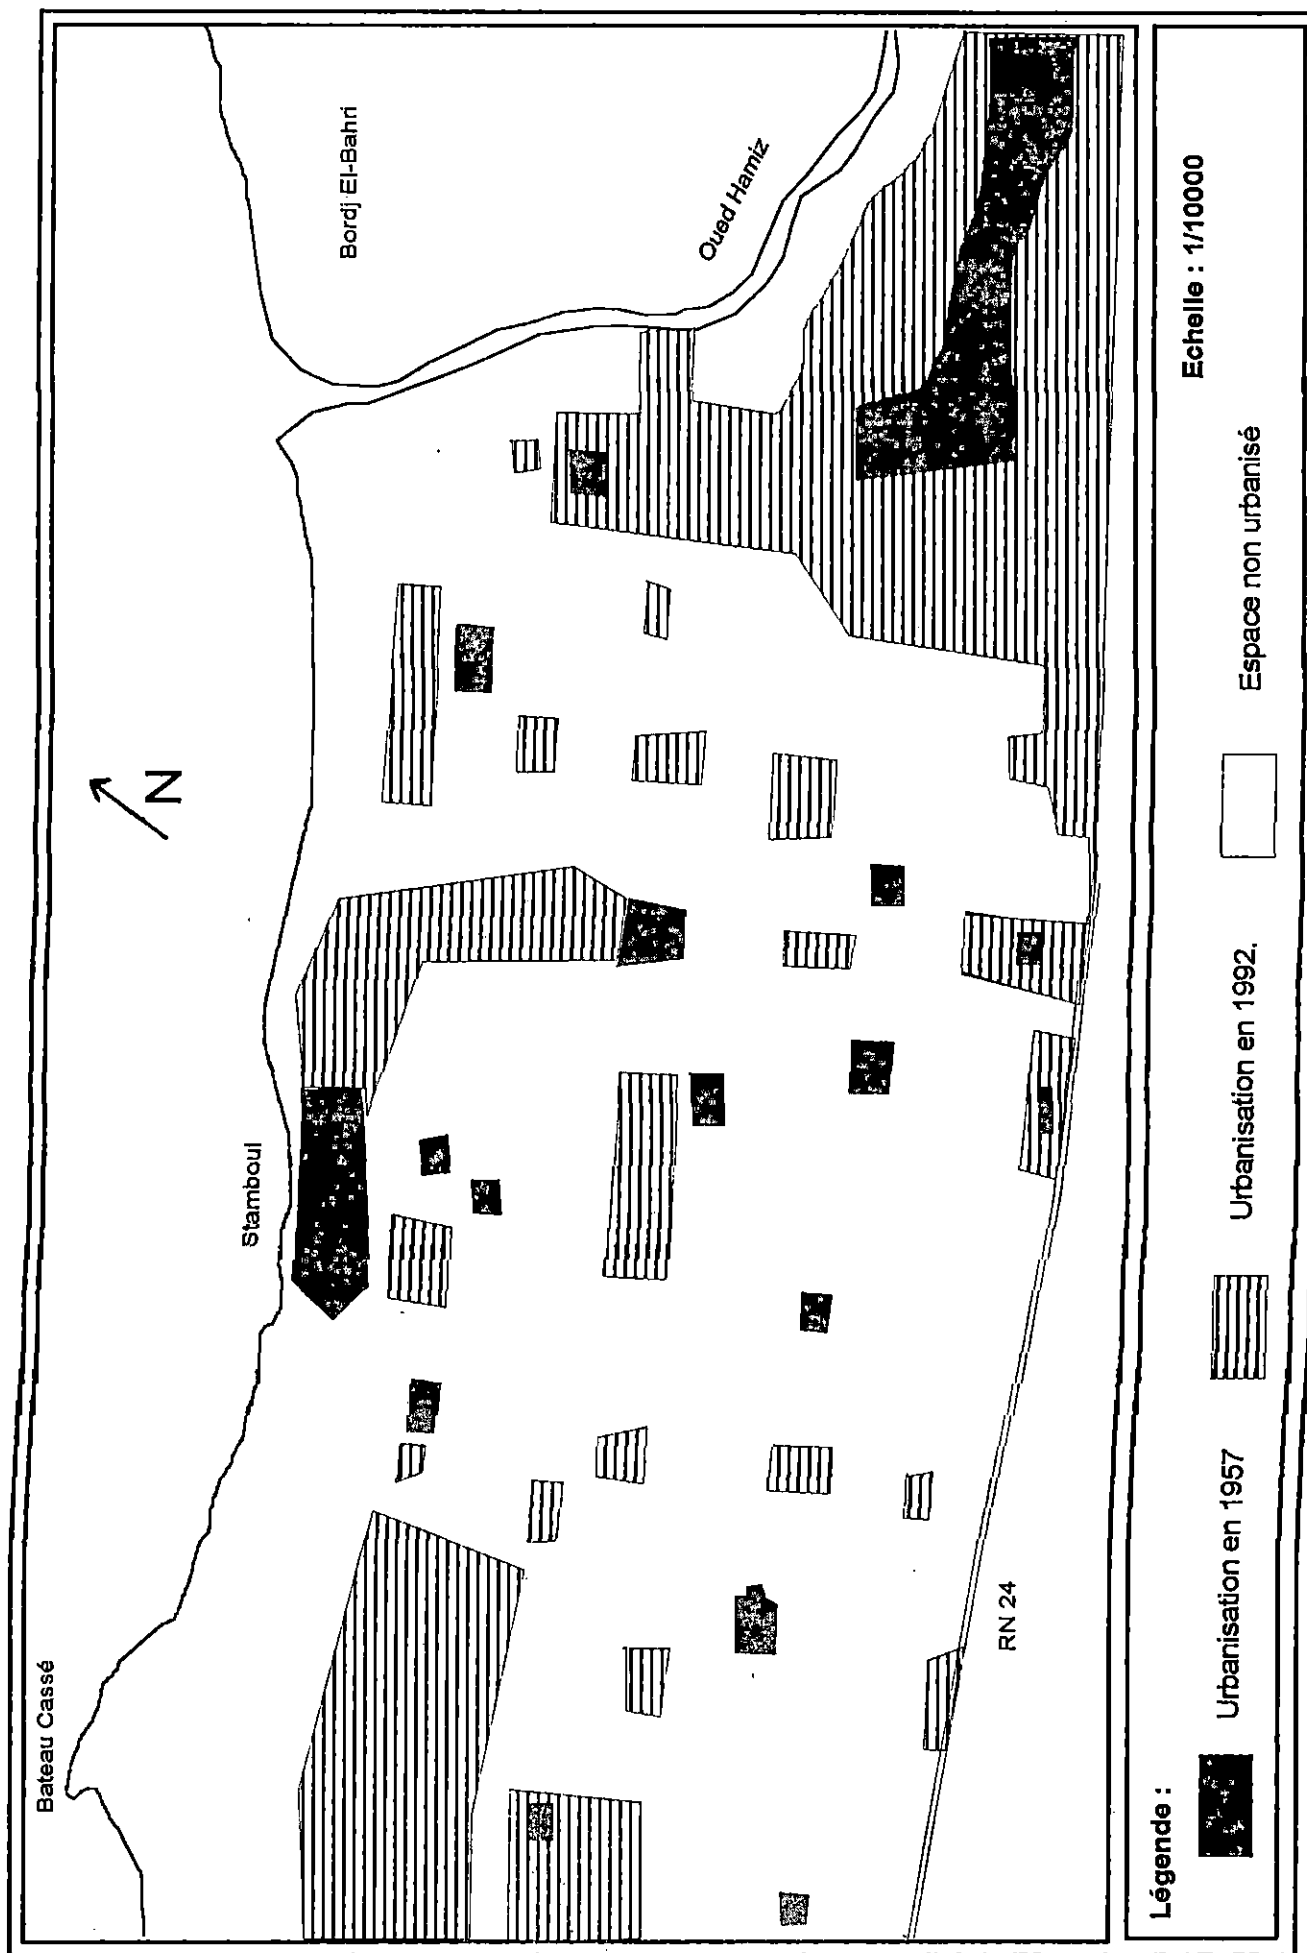 Bateau Cassé
Stamboul
N
Bordj El-Bahri
Oued Hamiz
RN 24
Légende :
Echelle : 1/10000
Urbanisation en 1957
Urbanisation en 1992.
Espace non urbanisé